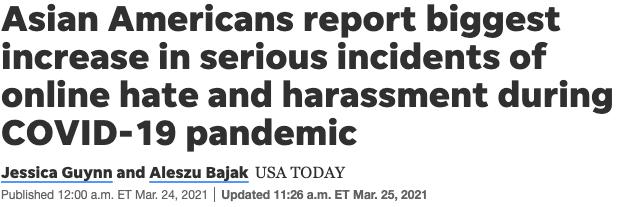 Asian Americans report biggest
increase in serious incidents of
online hate and harassment during
COVID-19 pandemic
Jessica Guynn and Aleszu Bajak USA TODAY
Published 12:00 a.m. ET Mar. 24, 2021 | Updated 11:26 a.m. ET Mar. 25, 2021